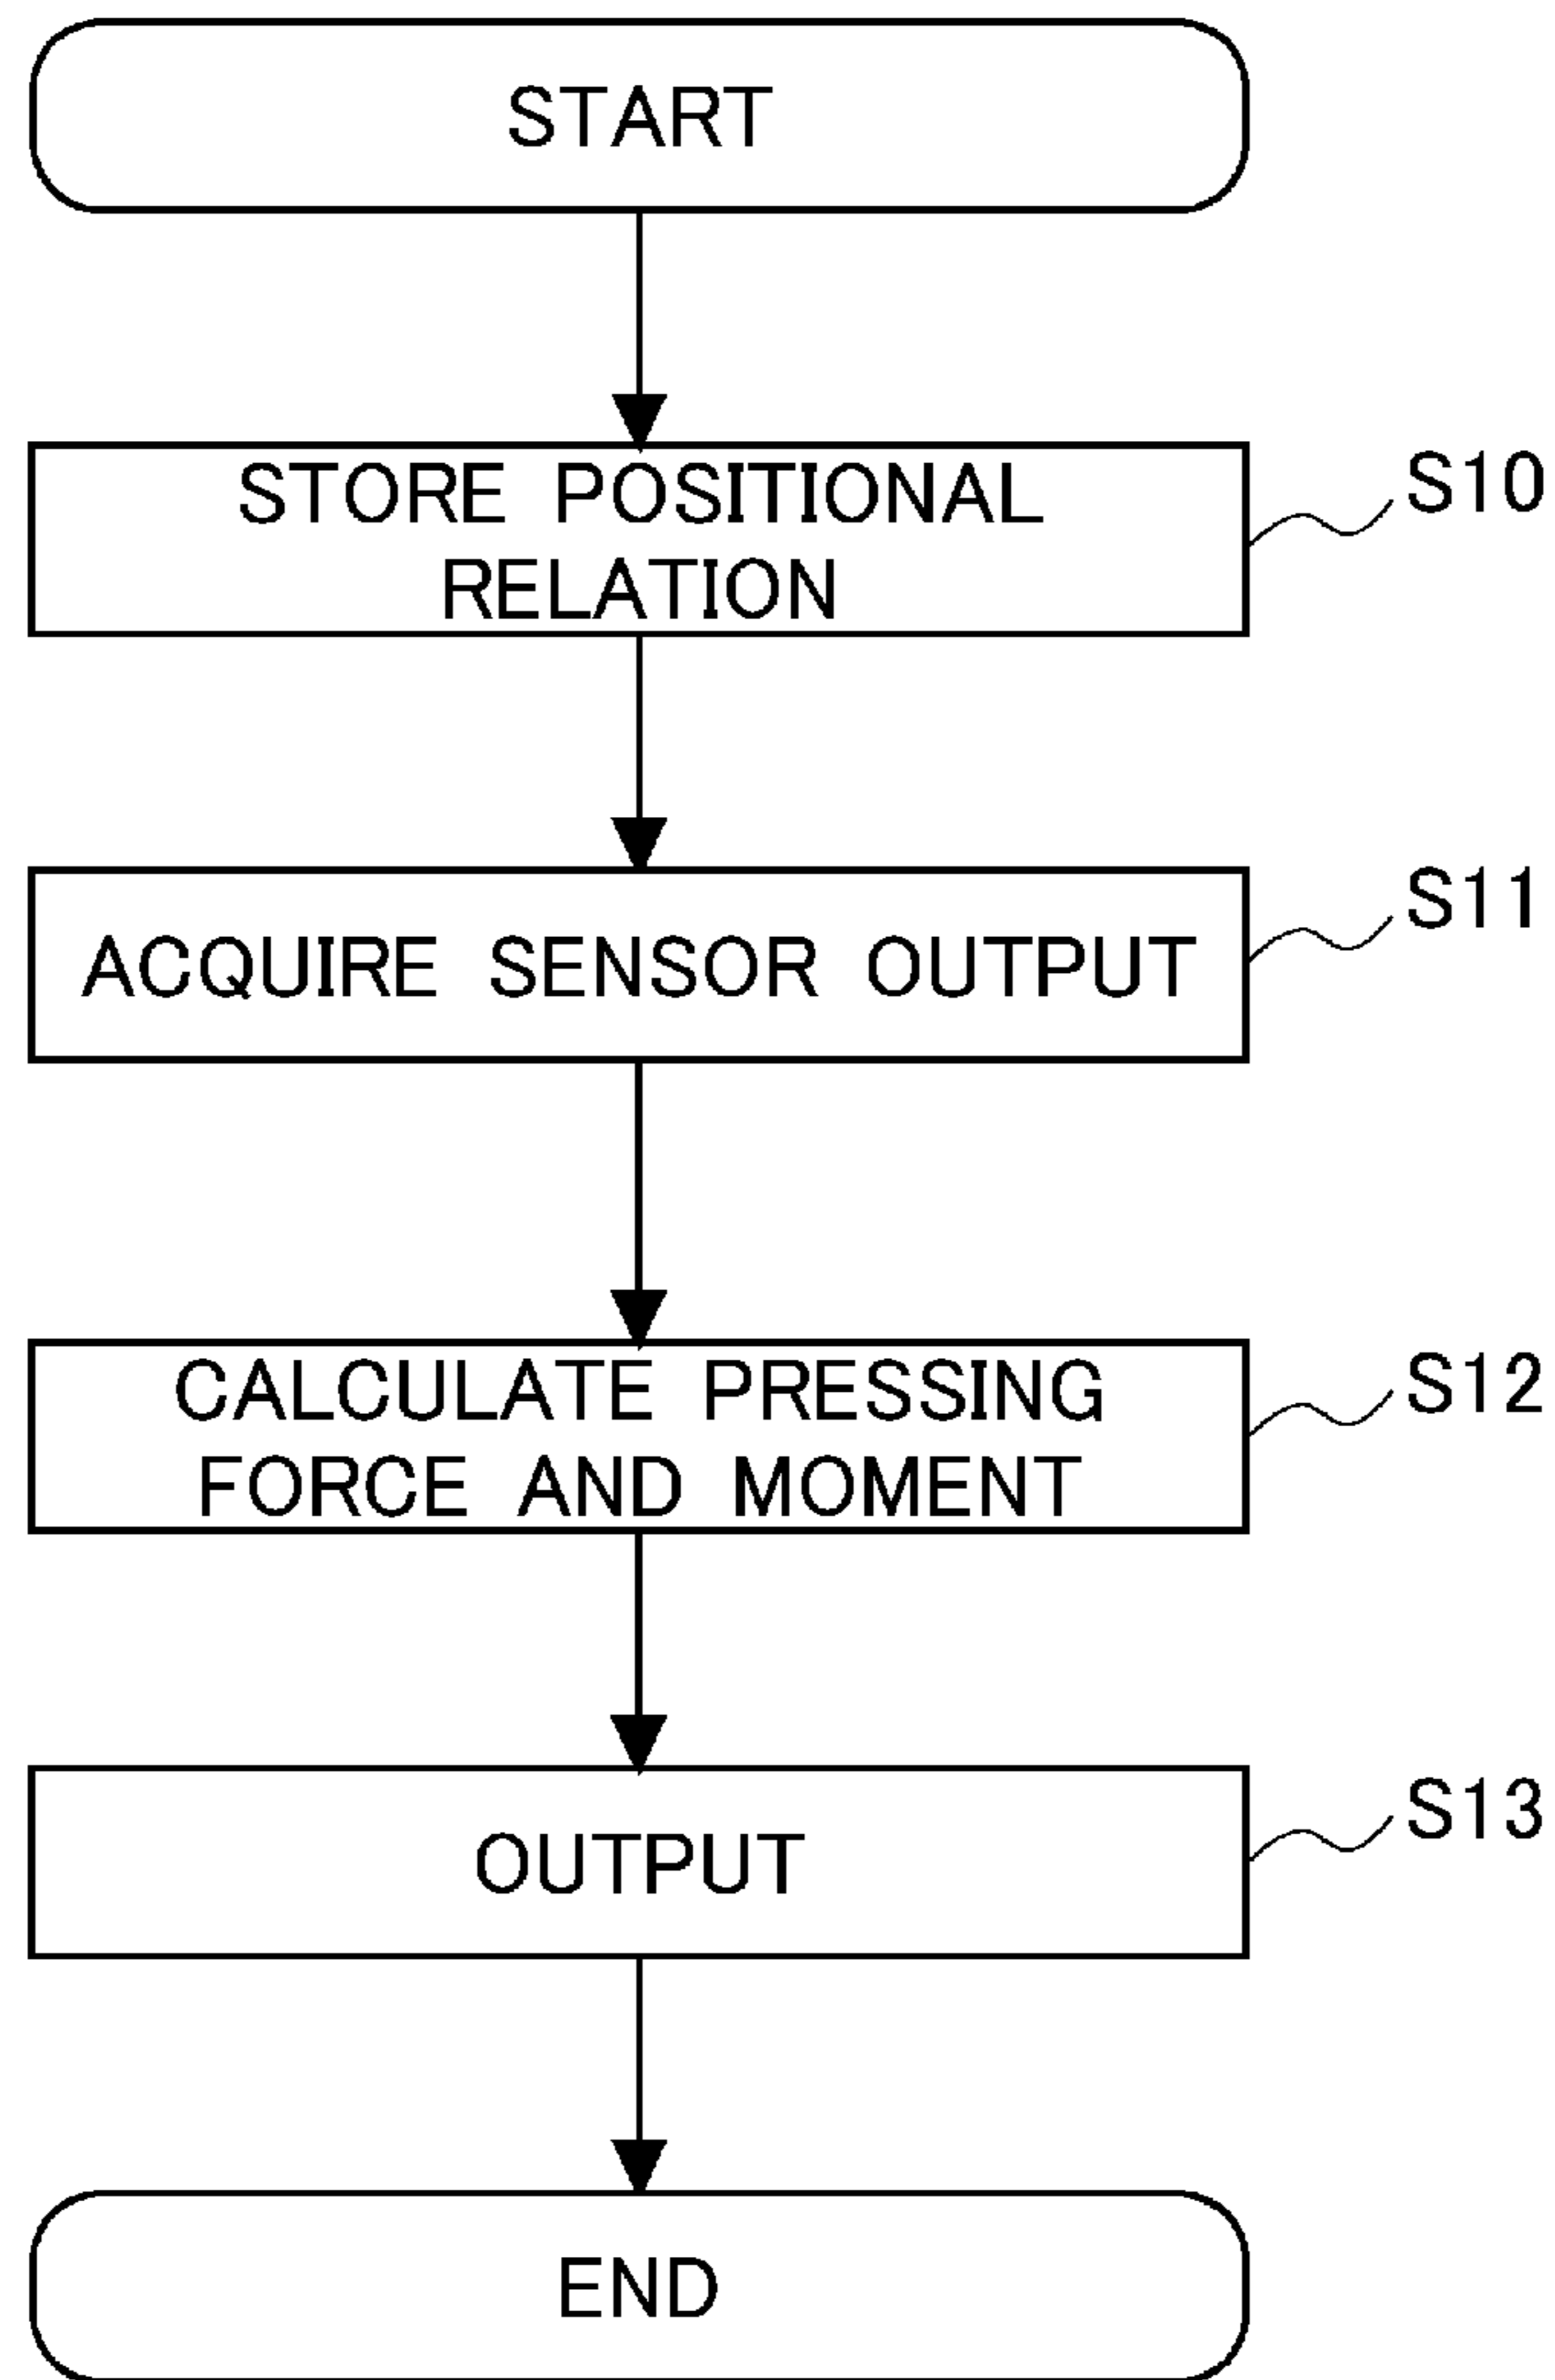 START
STORE POSITIONAL
RELATION
S10
ACQUIRE SENSOR OUTPUT
S11
CALCULATE PRESSING
FORCE AND MOMENT
S12
OUTPUT
S13
END